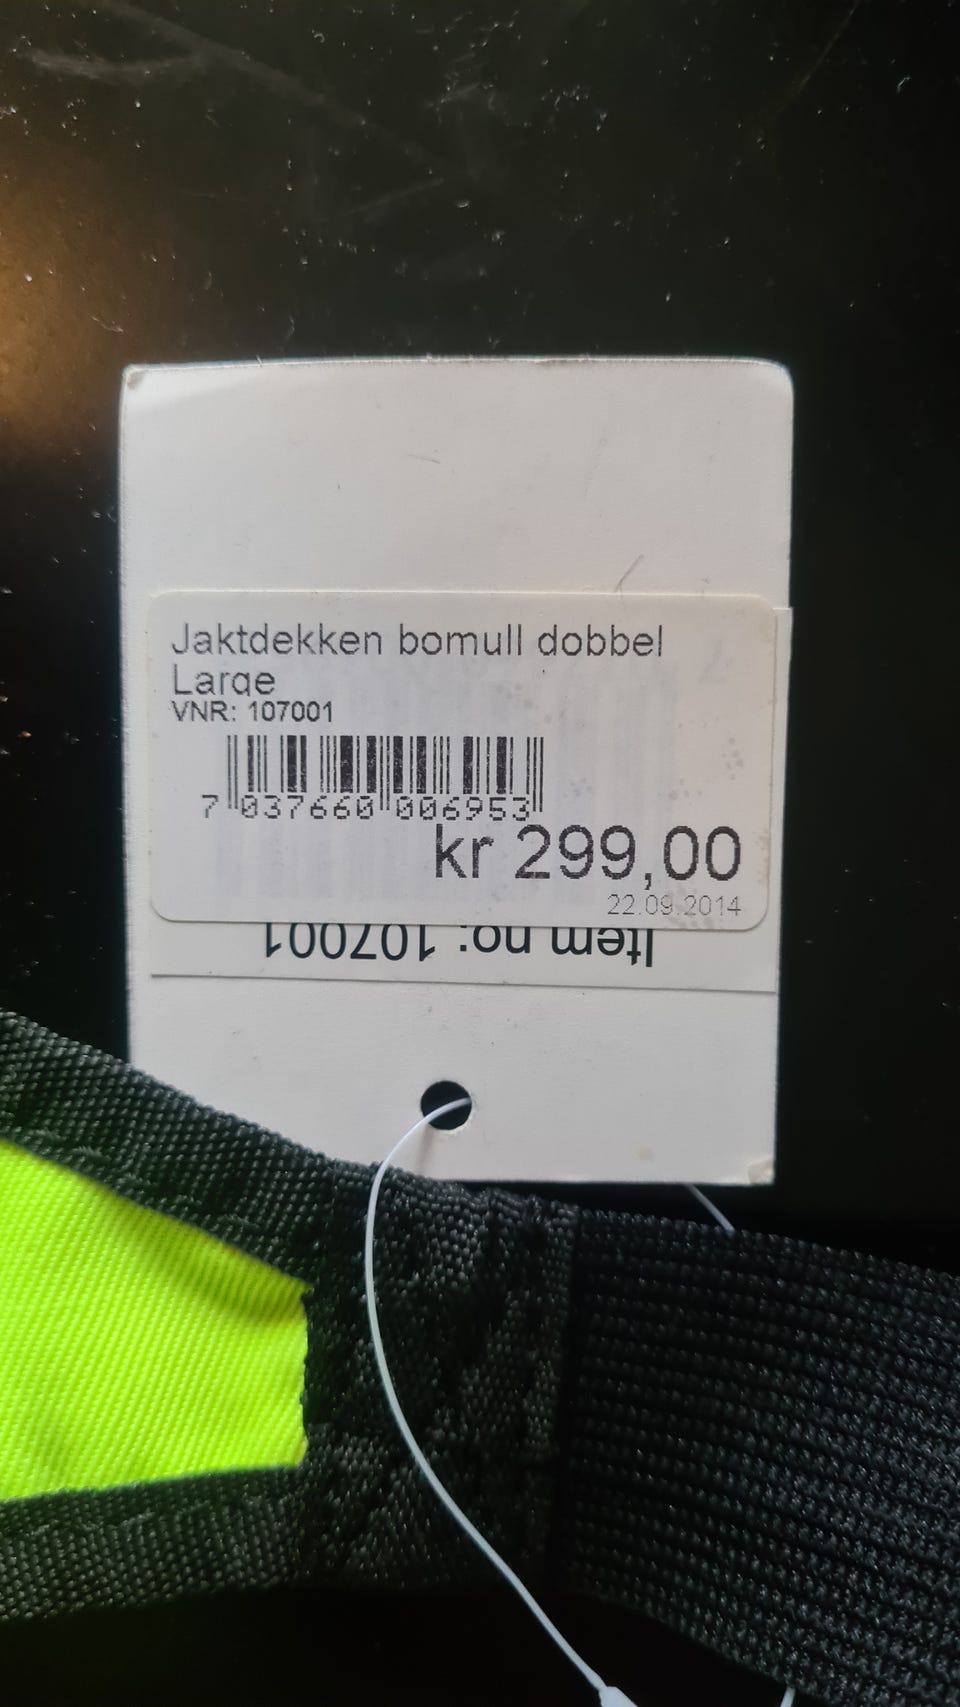 Jaktdekken bomull dobbel
Large
VNR: 107001
7 037660 006953
kr 299,00
22.09.2014
Item no: 107001